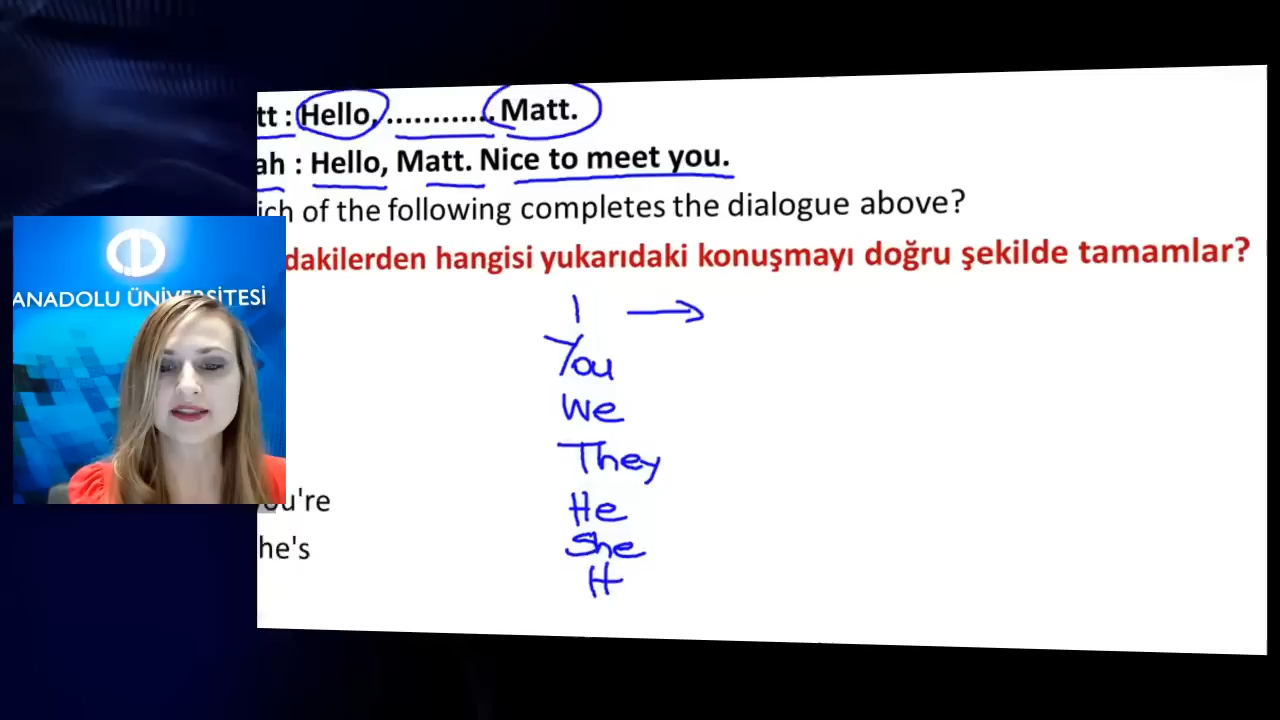 tt : Hello, ............ Matt.
ah : Hello, Matt. Nice to meet you.
ich of the following completes the dialogue above?
dakilerden hangisi yukarıdaki konuşmayı doğru şekilde tamamlar?
ANADOLU ÜNİVERSİTESİ
I →
You
We
They
He
She
It
ou're
he's